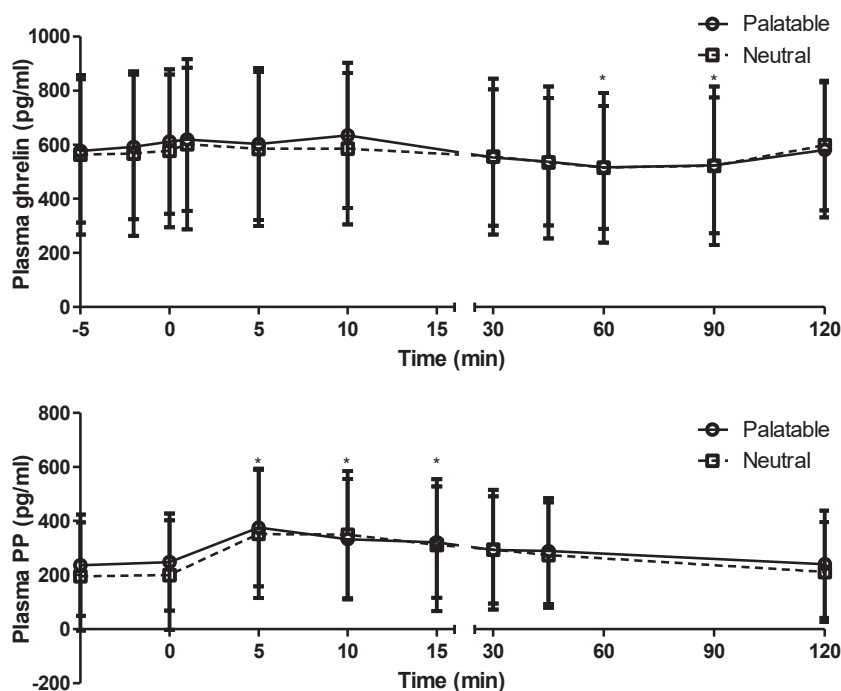 Palatable
Neutral
Plasma ghrelin (pg/ml)
1000
800
600
400
200
0
* *
-5 0 5 10 15 30 60 90 120
Time (min)
Palatable
Neutral
Plasma PP (pg/ml)
800
600
400
200
0
-200
* * *
0 5 10 15 30 60 90 120
Time (min)